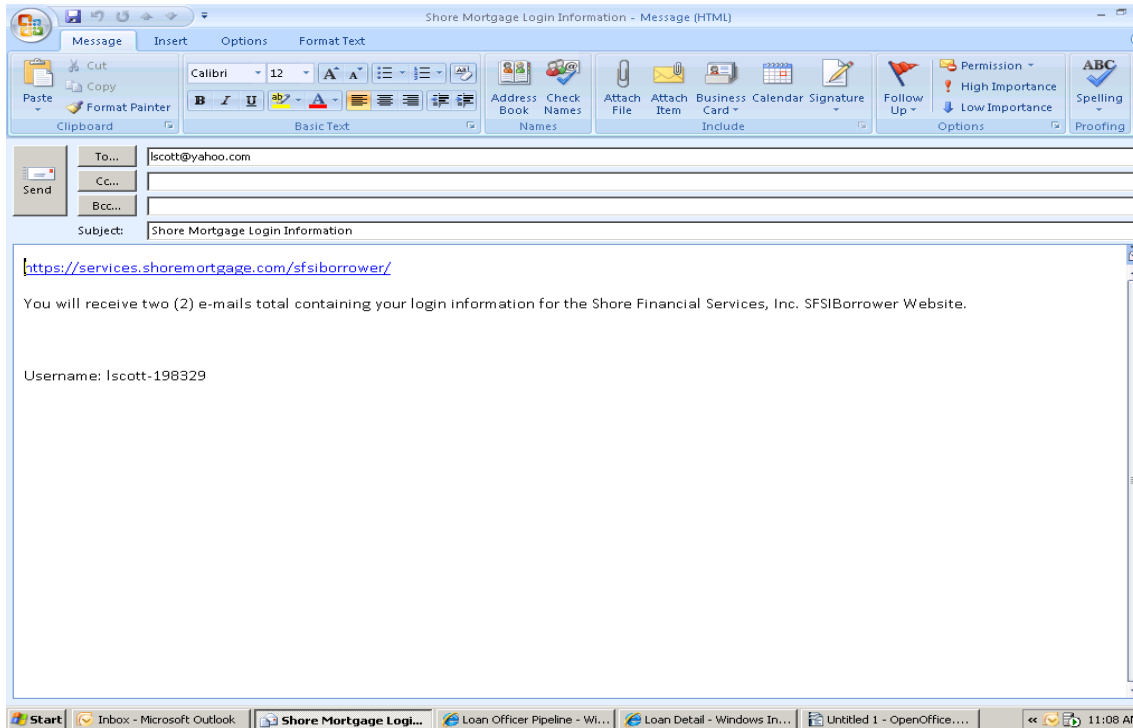 Shore Mortgage Login Information - Message (HTML)
Message Insert Options Format Text
Cut
Copy
Paste
Format Painter
Clipboard
Calibri 12
B I U
Basic Text
Address Book
Check Names
Names
Attach File
Attach Item
Business Card
Calendar
Signature
Include
Follow Up
Permission
High Importance
Low Importance
Options
ABC
Spelling
Proofing
Send
To... lscott@yahoo.com
Cc...
Bcc...
Subject: Shore Mortgage Login Information
https://services.shoremortgage.com/sfsiborrower/
You will receive two (2) e-mails total containing your login information for the Shore Financial Services, Inc. SFSIBorrower Website.
Username: lscott-198329
Start Inbox - Microsoft Outlook Shore Mortgage Logi... Loan Officer Pipeline - Wi... Loan Detail - Windows In... Untitled 1 - OpenOffice.... « 11:08 AM